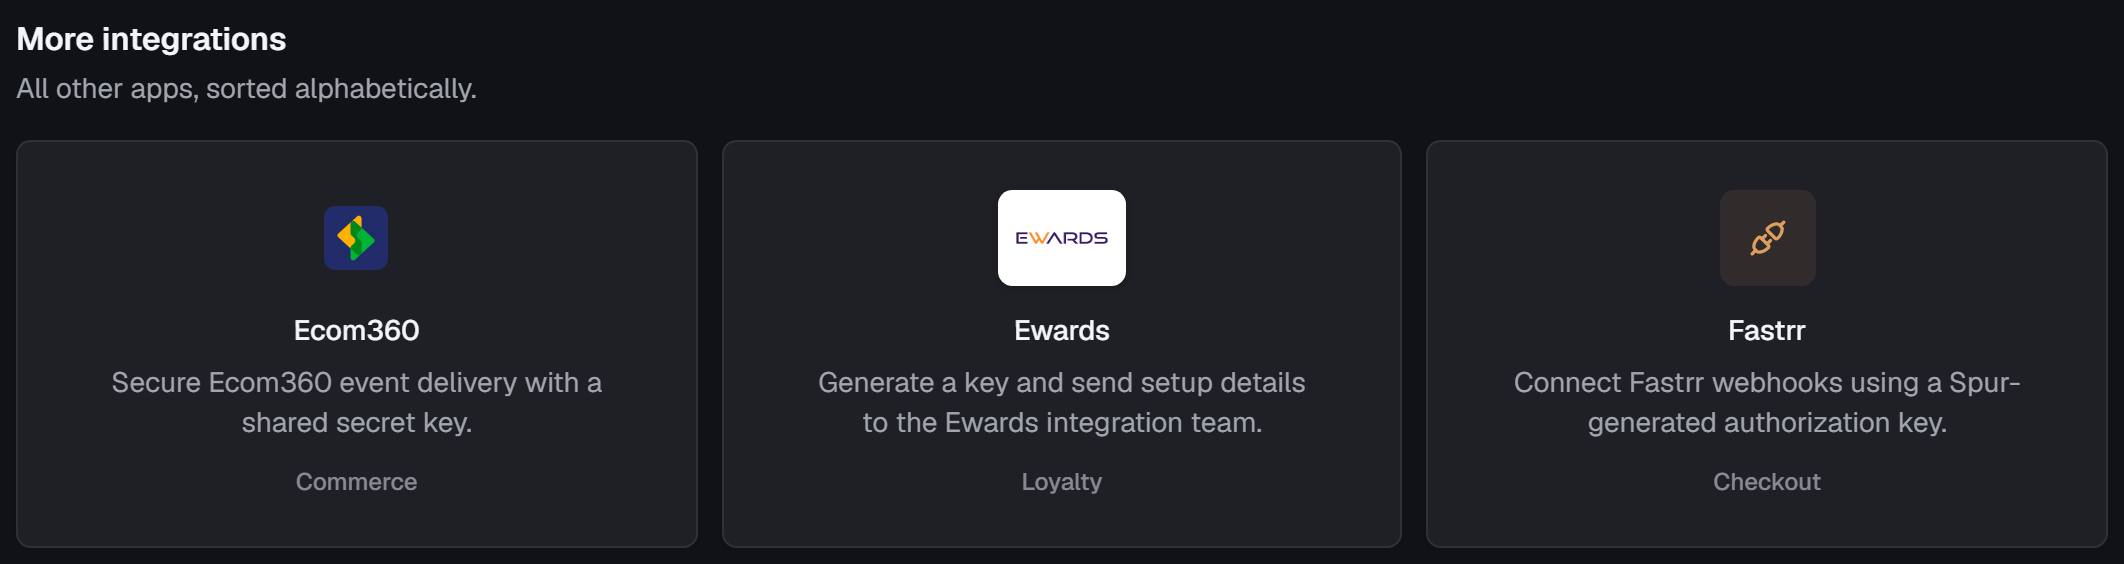 More integrations
All other apps, sorted alphabetically.
EWARDS
Ecom360
Secure Ecom360 event delivery with a
shared secret key.
Commerce
Ewards
Generate a key and send setup details
to the Ewards integration team.
Loyalty
Fastrr
Connect Fastrr webhooks using a Spur-
generated authorization key.
Checkout